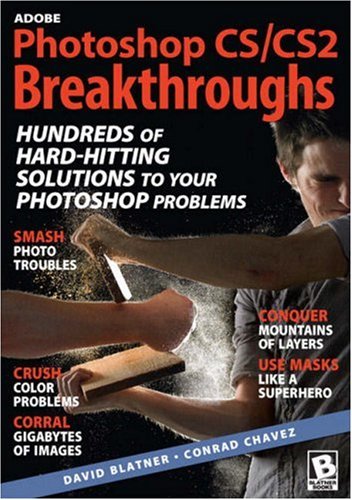 ADOBE
Photoshop CS/CS2
Breakthroughs
HUNDREDS OF
HARD-HITTING
SOLUTIONS TO YOUR
PHOTOSHOP PROBLEMS
SMASH
PHOTO
TROUBLES
CONQUER
MOUNTAINS
OF LAYERS
USE MASKS
LIKE A
SUPERHERO
CRUSH
COLOR
PROBLEMS
CORRAL
GIGABYTES
OF IMAGES
DAVID BLATNER • CONRAD CHAVEZ
B
BLATNER
BOOKS